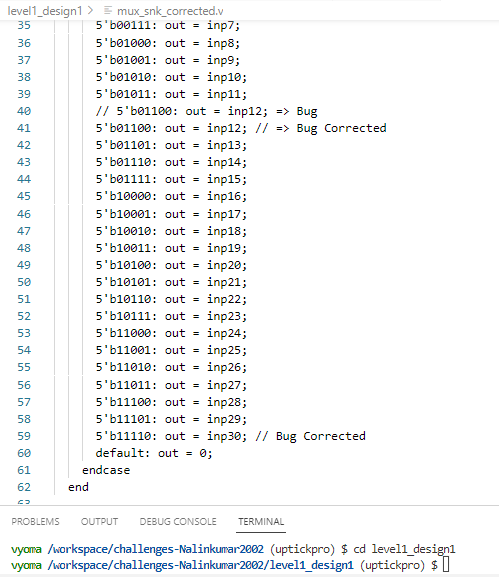 level1_design1 > mux_snk_corrected.v
35 5'b00111: out = inp7;
36 5'b01000: out = inp8;
37 5'b01001: out = inp9;
38 5'b01010: out = inp10;
39 5'b01011: out = inp11;
40 // 5'b01100: out = inp12; => Bug
41 5'b01100: out = inp12; // => Bug Corrected
42 5'b01101: out = inp13;
43 5'b01110: out = inp14;
44 5'b01111: out = inp15;
45 5'b10000: out = inp16;
46 5'b10001: out = inp17;
47 5'b10010: out = inp18;
48 5'b10011: out = inp19;
49 5'b10100: out = inp20;
50 5'b10101: out = inp21;
51 5'b10110: out = inp22;
52 5'b10111: out = inp23;
53 5'b11000: out = inp24;
54 5'b11001: out = inp25;
55 5'b11010: out = inp26;
56 5'b11011: out = inp27;
57 5'b11100: out = inp28;
58 5'b11101: out = inp29;
59 5'b11110: out = inp30; // Bug Corrected
60 default: out = 0;
61 endcase
62 end
PROBLEMS OUTPUT DEBUG CONSOLE TERMINAL
vyoma /workspace/challenges-Nalinkumar2002 (uptickpro) $ cd level1_design1
vyoma /workspace/challenges-Nalinkumar2002/level1_design1 (uptickpro) $